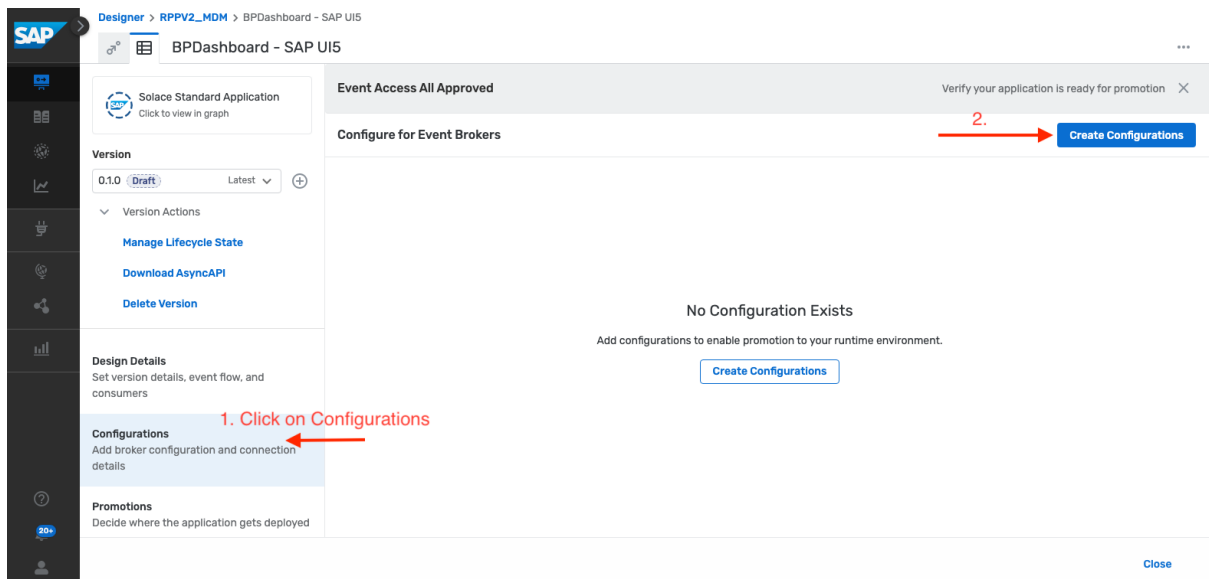 SAP
Designer > RPPV2_MDM > BPDashboard - SAP UI5
BPDashboard - SAP UI5
SAP
Solace Standard Application
Click to view in graph
Version
0.1.0 Draft Latest
Version Actions
Manage Lifecycle State
Download AsyncAPI
Delete Version
Design Details
Set version details, event flow, and
consumers
1. Click on Configurations
Configurations
Add broker configuration and connection
details
Promotions
Decide where the application gets deployed
20+
Event Access All Approved
Verify your application is ready for promotion
Configure for Event Brokers
2.
Create Configurations
No Configuration Exists
Add configurations to enable promotion to your runtime environment.
Create Configurations
Close